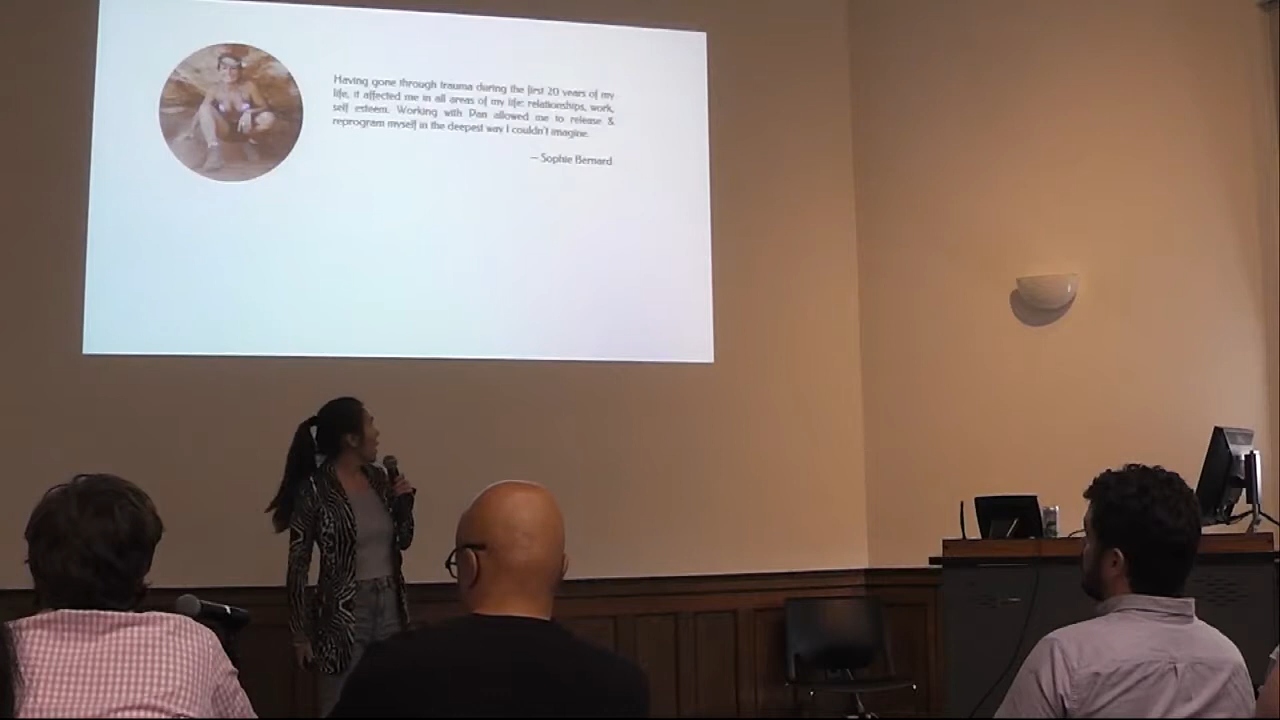 Having gone through trauma during the first 20 years of my
life, it affected me in all areas of my life: relationships, work,
self esteem. Working with Pan allowed me to release &
reprogram myself in the deepest way I couldn't imagine.
— Sophie Bernard